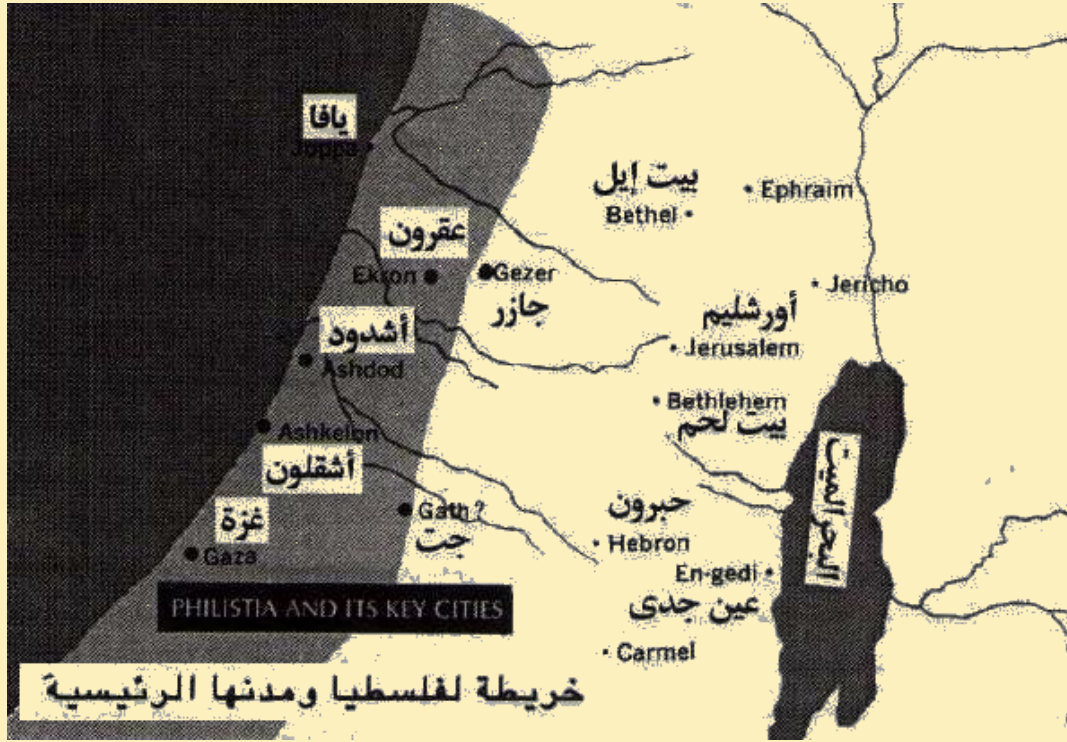 يافا
Joppa
بيت إيل
Bethel
Ephraim
عقرون
Ekron
Gezer
جازر
Jericho
أورشليم
Jerusalem
أشدود
Ashdod
Bethlehem
بيت لحم
Ashkelon
أشقلون
البحر الميت
غزة
Gaza
Gath?
جت
حبرون
Hebron
En-gedi
عين جدى
PHILISTIA AND ITS KEY CITIES
Carmel
خريطة لفلسطيا ومدنها الرئيسية